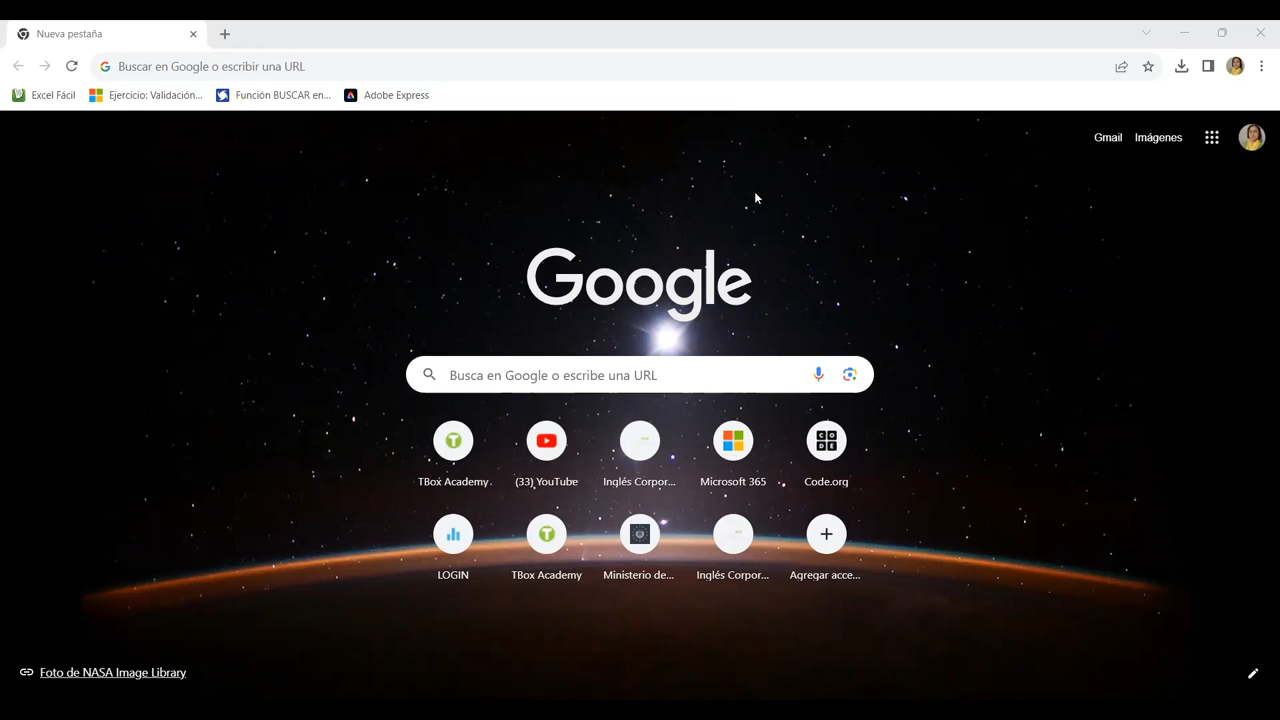 Nueva pestaña
Buscar en Google o escribir una URL
Excel Fácil Ejercicio: Validación... Función BUSCAR en... Adobe Express
Gmail Imágenes
Google
Busca en Google o escribe una URL
TBox Academy (33) YouTube Inglés Corpor... Microsoft 365 Code.org
LOGIN TBox Academy Ministerio de... Inglés Corpor... Agregar acce...
Foto de NASA Image Library